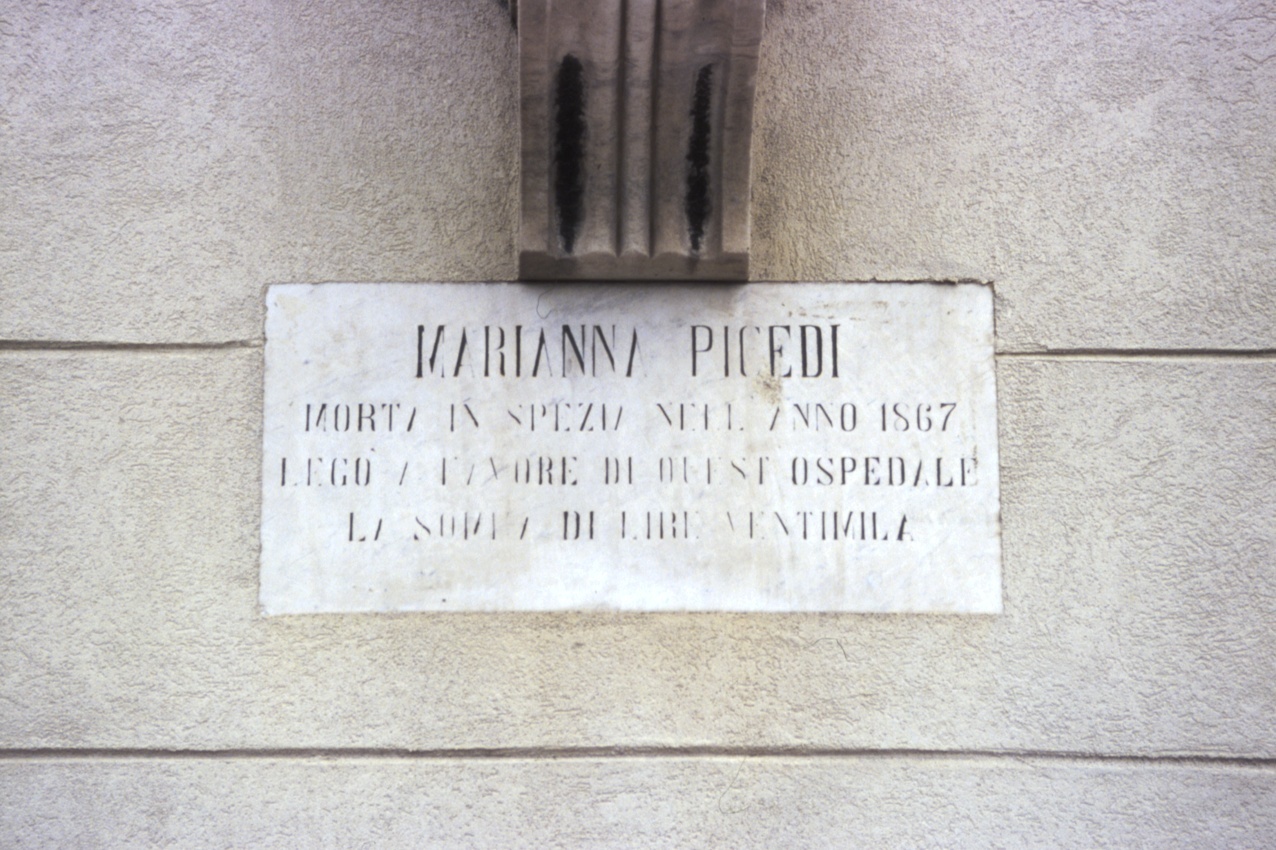 MARIANNA PICEDI
MORTA IN SPEZIA NELL'ANNO 1867
LEGÒ A FAVORE DI QUEST'OSPEDALE
LA SOMMA DI LIRE VENTIMILA